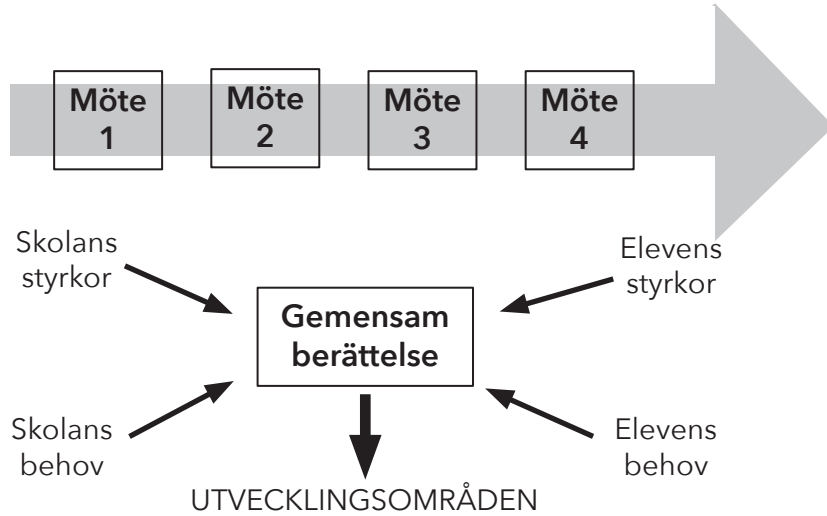 Möte
1
Möte
2
Möte
3
Möte
4
Skolans
styrkor
Elevens
styrkor
Gemensam
berättelse
Skolans
behov
Elevens
behov
UTVECKLINGSOMRÅDEN